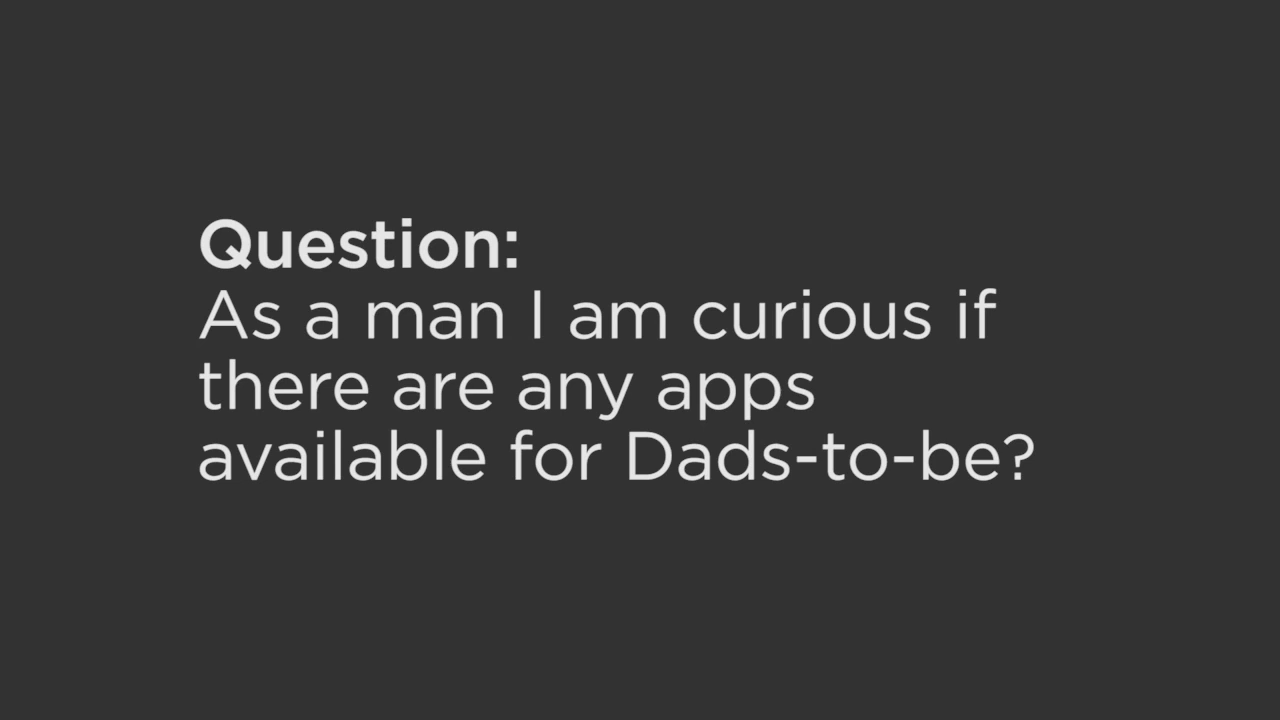 Question:
As a man I am curious if
there are any apps
available for Dads-to-be?